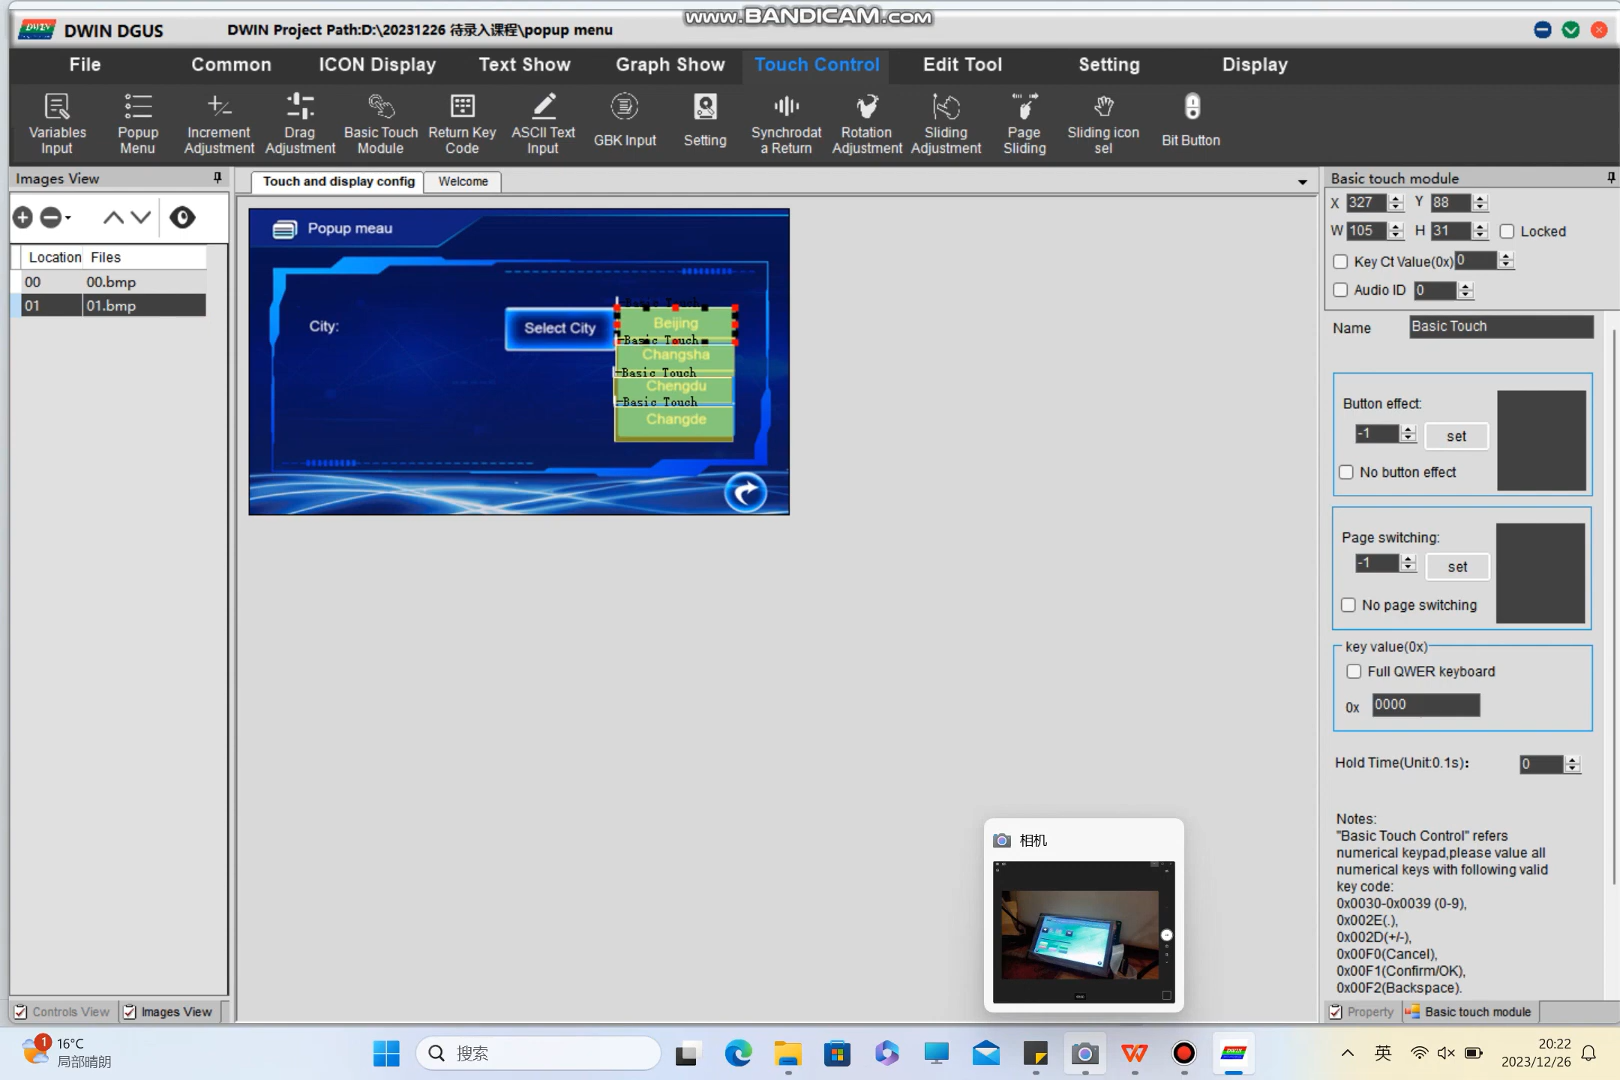 www.BANDICAM.com
DWIN DGUS
DWIN Project Path:D:\20231226 待录入课程\popup menu
File
Common
ICON Display
Text Show
Graph Show
Touch Control
Edit Tool
Setting
Display
Variables Input
Popup Menu
Increment Adjustment
Drag Adjustment
Basic Touch Module
Return Key Code
ASCII Text Input
GBK Input
Setting
Synchrodat a Return
Rotation Adjustment
Sliding Adjustment
Page Sliding
Sliding icon sel
Bit Button
Images View
Touch and display config
Welcome
Basic touch module
X 327 Y 88
W 105 H 31 Locked
Key Ct Value(0x) 0
Audio ID 0
Location Files
00 00.bmp
01 01.bmp
Popup meau
City:
Select City
Basic Touch
Beijing
Basic Touch
Changsha
Basic Touch
Chengdu
Basic Touch
Changde
Name Basic Touch
Button effect:
-1 set
No button effect
Page switching:
-1 set
No page switching
key value(0x)
Full QWER keyboard
0x 0000
Hold Time(Unit:0.1s): 0
Notes:
"Basic Touch Control" refers
numerical keypad,please value all
numerical keys with following valid
key code:
0x0030-0x0039 (0-9),
0x002E(.),
0x002D(+/-),
0x00F0(Cancel),
0x00F1(Confirm/OK),
0x00F2(Backspace).
相机
Controls View
Images View
Property
Basic touch module
1
16°C
局部晴朗
搜索
DWIN
英
20:22
2023/12/26